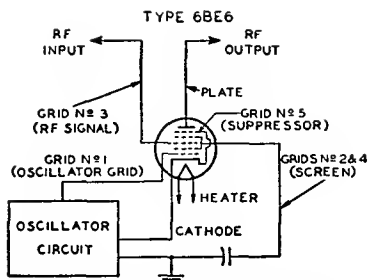 TYPE 6BE6
RF
INPUT
RF
OUTPUT
PLATE
GRID Nº 3
(RF SIGNAL)
GRID Nº 5
(SUPPRESSOR)
GRID Nº 1
(OSCILLATOR GRID)
GRIDS Nº 2 & 4
(SCREEN)
HEATER
CATHODE
OSCILLATOR
CIRCUIT